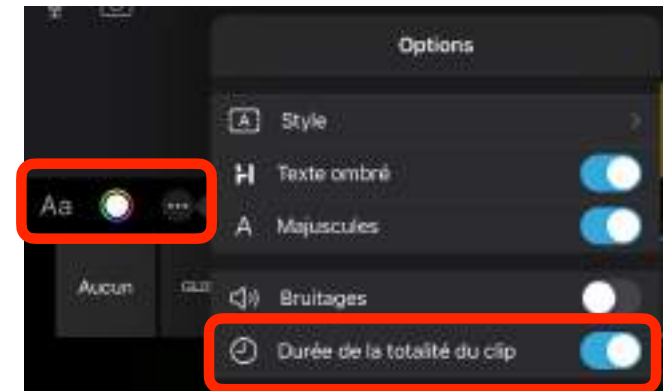 Options
Style
Texte ombré
Aa
Majuscules
Aucun
Bruitages
Durée de la totalité du clip